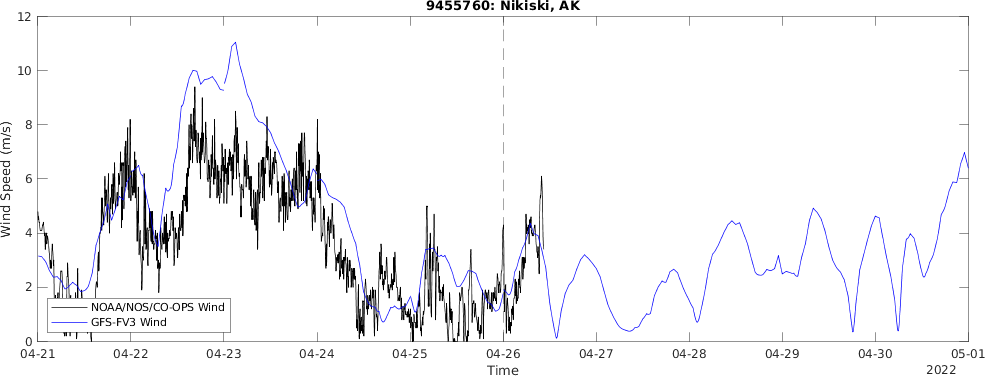 9455760: Nikiski, AK
Wind Speed (m/s)
12
10
8
6
4
2
0
NOAA/NOS/CO-OPS Wind
GFS-FV3 Wind
04-21 04-22 04-23 04-24 04-25 04-26 04-27 04-28 04-29 04-30 05-01
Time
2022